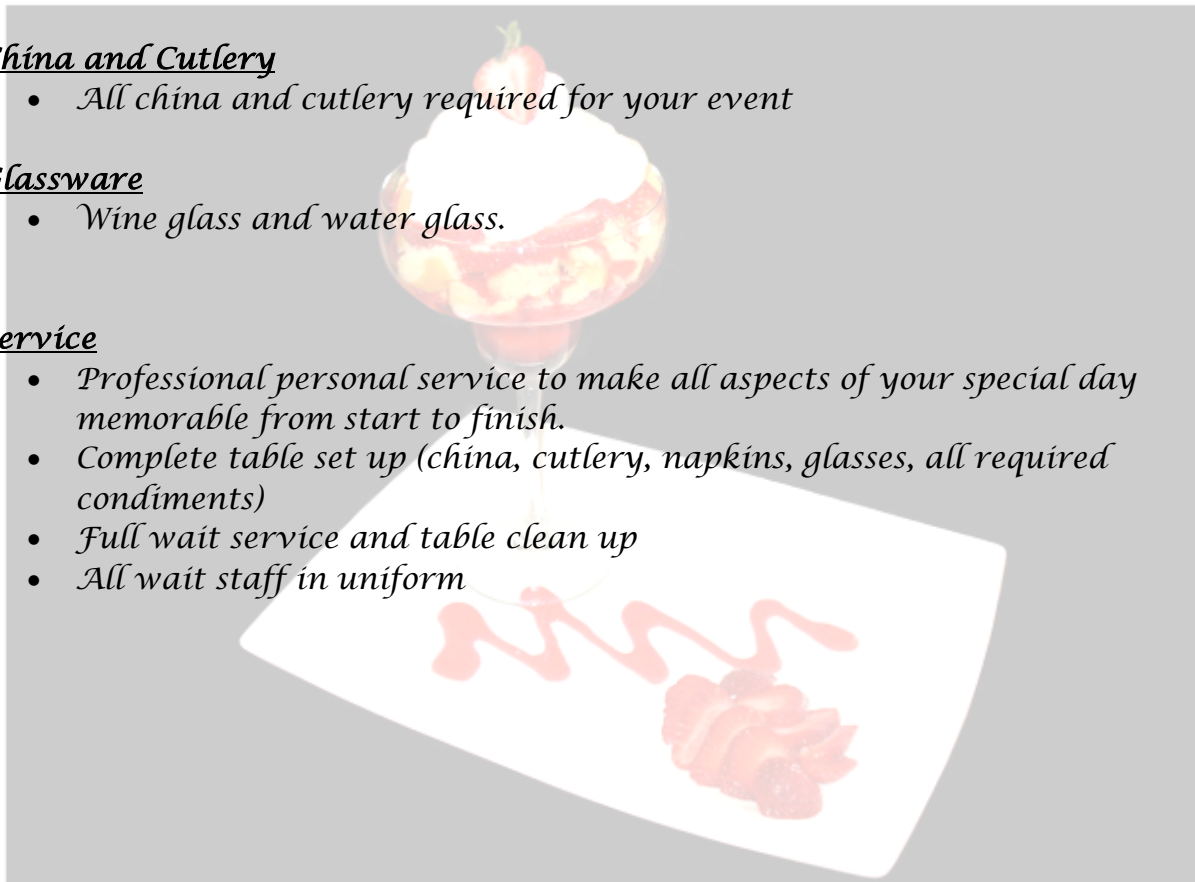 hina and Cutlery
• All china and cutlery required for your event
lassware
• Wine glass and water glass.
ervice
• Professional personal service to make all aspects of your special day
memorable from start to finish.
• Complete table set up (china, cutlery, napkins, glasses, all required
condiments)
• Full wait service and table clean up
• All wait staff in uniform